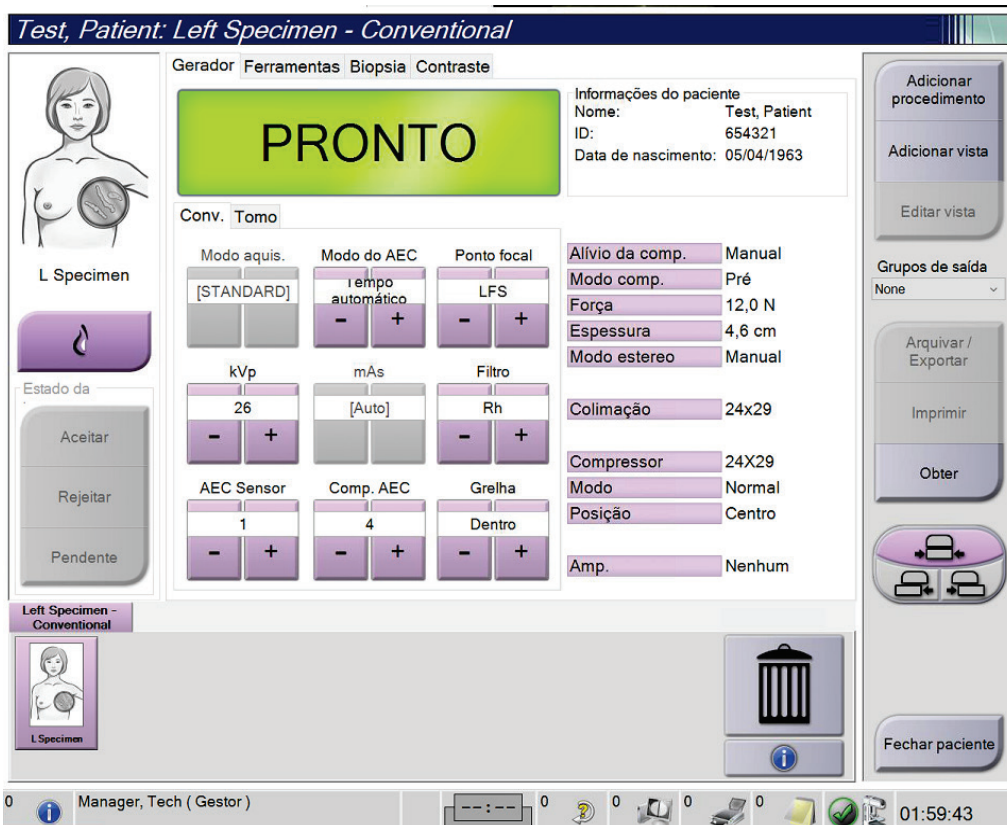 Test, Patient: Left Specimen - Conventional
Gerador Ferramentas Biopsia Contraste
PRONTO
Informações do paciente
Nome: Test, Patient
ID: 654321
Data de nascimento: 05/04/1963
L Specimen
Estado da
Aceitar
Rejeitar
Pendente
Conv. Tomo
Modo aquis. Modo do AEC Ponto focal
[STANDARD] Tempo automático LFS
- + - +
kVp mAs Filtro
26 [Auto] Rh
- + - +
AEC Sensor Comp. AEC Grelha
1 4 Dentro
- + - + - +
Alívio da comp. Manual
Modo comp. Pré
Força 12,0 N
Espessura 4,6 cm
Modo estereo Manual
Colimação 24x29
Compressor 24X29
Modo Normal
Posição Centro
Amp. Nenhum
Adicionar
procedimento
Adicionar vista
Editar vista
Grupos de saída
None
Arquivar /
Exportar
Imprimir
Obter
Left Specimen -
Conventional
L Specimen
Fechar paciente
0 Manager, Tech ( Gestor ) --:-- 0 0 0 0 01:59:43